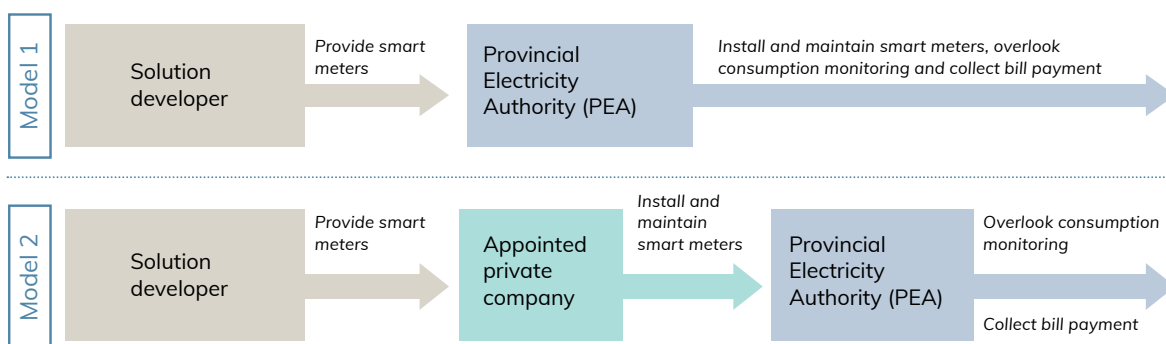 Model 1
Solution
developer
Provide smart
meters
Provincial
Electricity
Authority (PEA)
Install and maintain smart meters, overlook
consumption monitoring and collect bill payment
Model 2
Solution
developer
Provide smart
meters
Appointed
private
company
Install and
maintain
smart meters
Provincial
Electricity
Authority (PEA)
Overlook consumption
monitoring
Collect bill payment